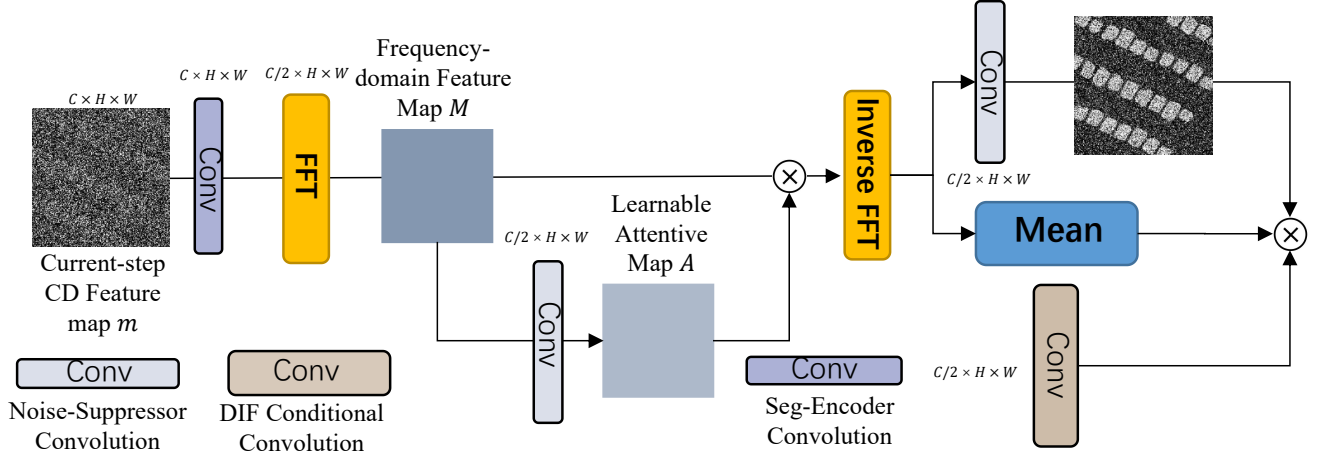 C × H × W
Conv
C × H × W
C/2 × H × W
FFT
Frequency-
domain Feature
Map M
Current-step
CD Feature
map m
C/2 × H × W
Conv
Learnable
Attentive
Map A
×
Inverse FFT
Conv
C/2 × H × W
Mean
×
C/2 × H × W
Conv
Conv
Noise-Suppressor
Convolution
Conv
DIF Conditional
Convolution
Conv
Seg-Encoder
Convolution